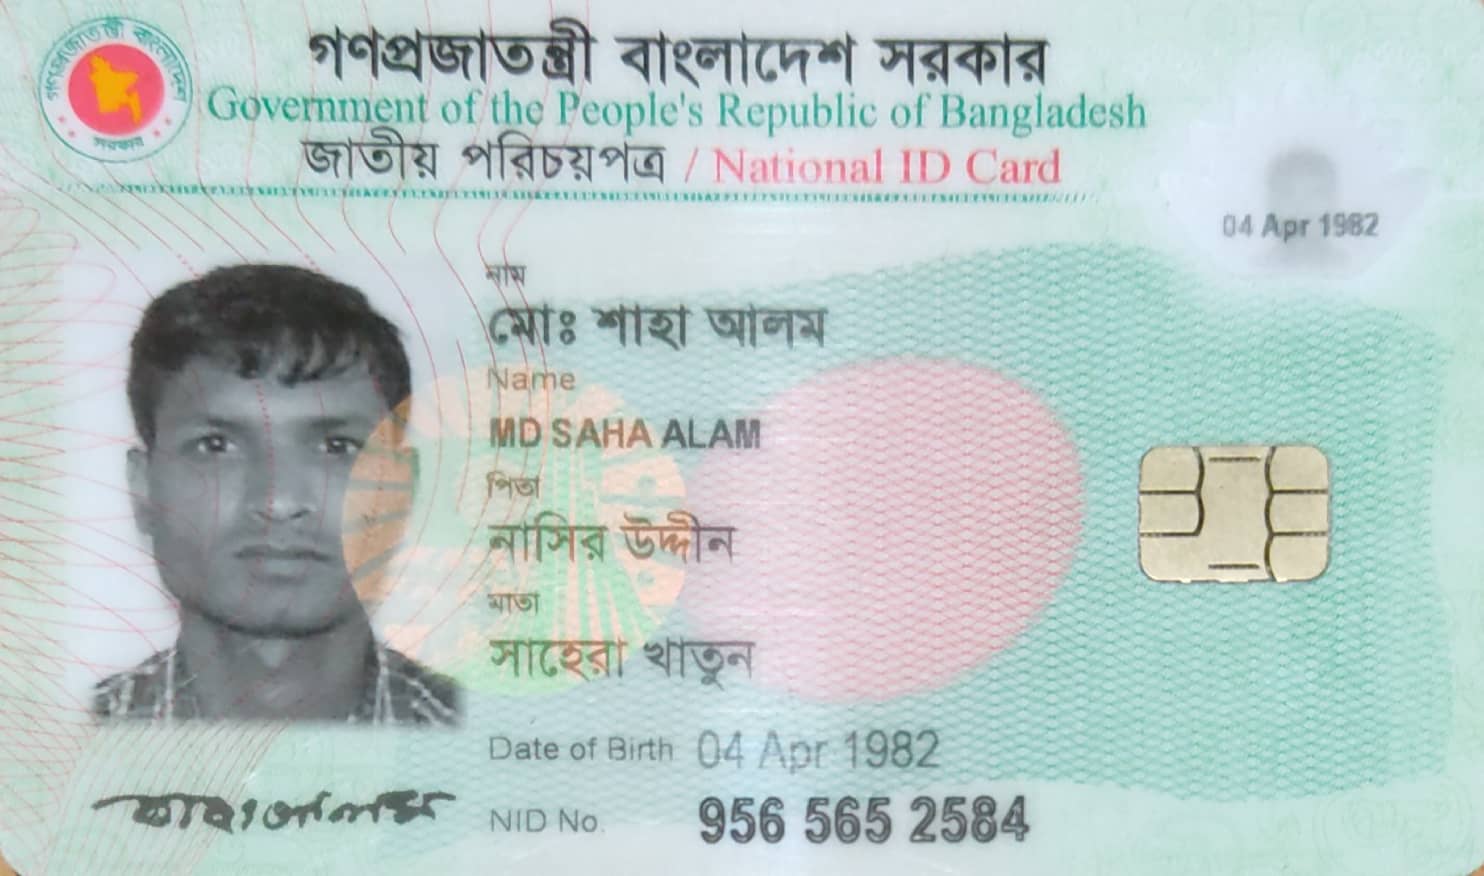 গণপ্রজাতন্ত্রী বাংলাদেশ সরকার
Government of the People's Republic of Bangladesh
জাতীয় পরিচয়পত্র / National ID Card
04 Apr 1982
নাম
মোঃ শাহা আলম
Name
MD SAHA ALAM
পিতা
নাসির উদ্দীন
মাতা
সাহেরা খাতুন
Date of Birth 04 Apr 1982
NID No. 956 565 2584